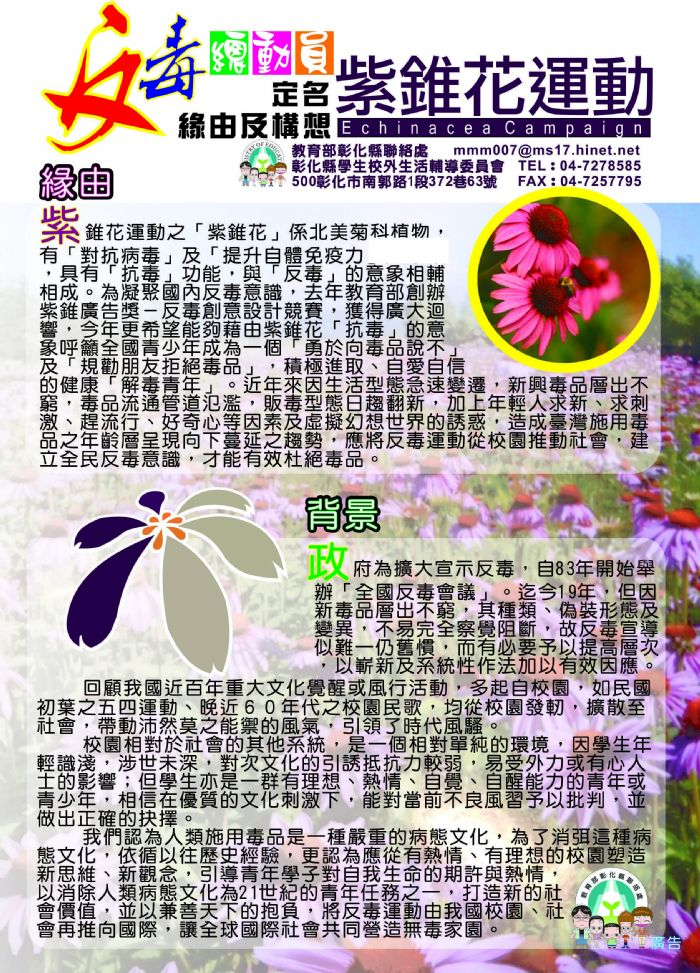 反毒總動員
定名
緣由及構想
紫錐花運動
Echinacea Campaign
教育部彰化縣聯絡處 mmm007@ms17.hinet.net
彰化縣學生校外生活輔導委員會 TEL：04-7278585
500彰化市南郭路1段372巷63號 FAX：04-7257795
緣由
紫錐花運動之「紫錐花」係北美菊科植物，
有「對抗病毒」及「提升自體免疫力
，具有「抗毒」功能，與「反毒」的意象相輔
相成。為凝聚國內反毒意識，去年教育部創辦
紫錐廣告獎－反毒創意設計競賽，獲得廣大迴
響，今年更希望能夠藉由紫錐花「抗毒」的意
象呼籲全國青少年成為一個「勇於向毒品說不」
及「規勸朋友拒絕毒品」，積極進取、自愛自信
的健康「解毒青年」。近年來因生活型態急速變遷，新興毒品層出不
窮，毒品流通管道氾濫，販毒型態日趨翻新，加上年輕人求新、求刺
激、趕流行、好奇心等因素及虛擬幻想世界的誘惑，造成臺灣施用毒
品之年齡層呈現向下蔓延之趨勢，應將反毒運動從校園推動社會，建
立全民反毒意識，才能有效杜絕毒品。
背景
政府為擴大宣示反毒，自83年開始舉
辦「全國反毒會議」。迄今19年，但因
新毒品層出不窮，其種類、偽裝形態及
變異，不易完全察覺阻斷，故反毒宣導
似難一仍舊慣，而有必要予以提高層次
，以嶄新及系統性作法加以有效因應。
回顧我國近百年重大文化覺醒或風行活動，多起自校園，如民國
初葉之五四運動、晚近６０年代之校園民歌，均從校園發軔，擴散至
社會，帶動沛然莫之能禦的風氣，引領了時代風騷。
校園相對於社會的其他系統，是一個相對單純的環境，因學生年
輕識淺，涉世未深，對次文化的引誘抵抗力較弱，易受外力或有心人
士的影響；但學生亦是一群有理想、熱情、自覺、自醒能力的青年或
青少年，相信在優質的文化刺激下，能對當前不良風習予以批判，並
做出正確的抉擇。
我們認為人類施用毒品是一種嚴重的病態文化，為了消弭這種病
態文化，依循以往歷史經驗，更認為應從有熱情、有理想的校園塑造
新思維、新觀念，引導青年學子對自我生命的期許與熱情，
以消除人類病態文化為21世紀的青年任務之一，打造新的社
會價值，並以兼善天下的抱負，將反毒運動由我國校園、社
會再推向國際，讓全球國際社會共同營造無毒家園。
教育部彰化縣聯絡處
廣告